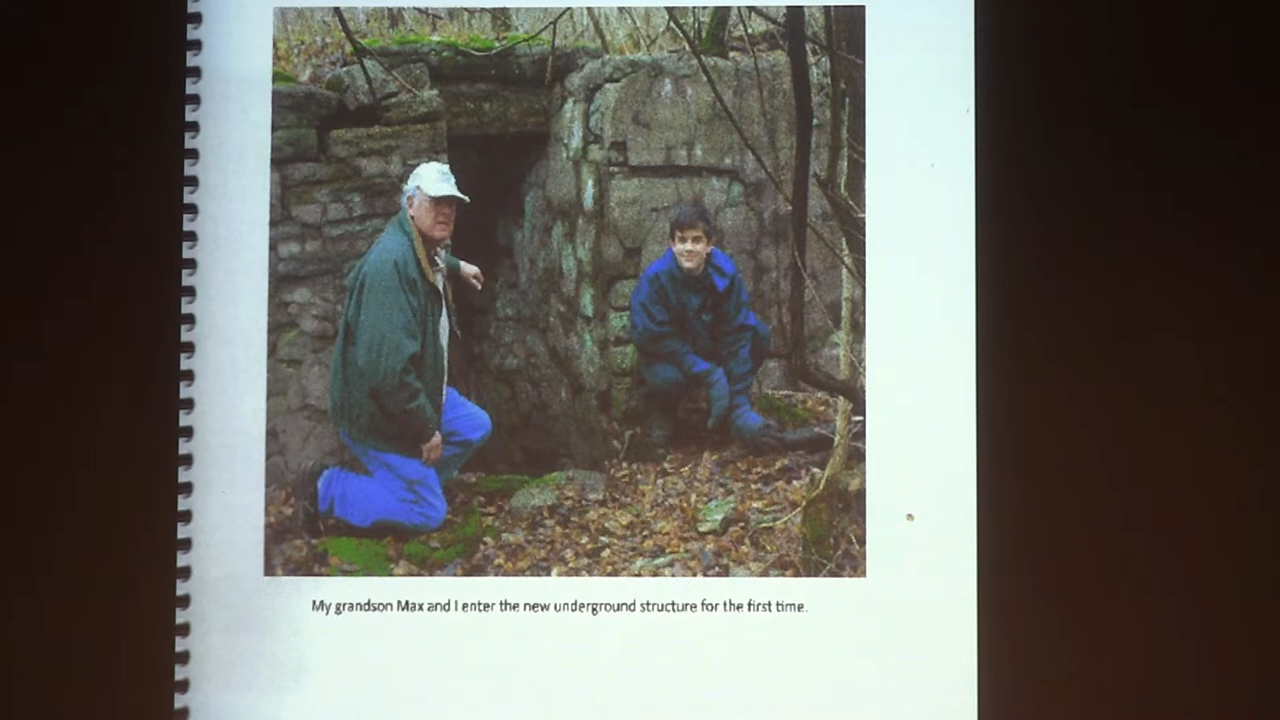 My grandson Max and I enter the new underground structure for the first time.